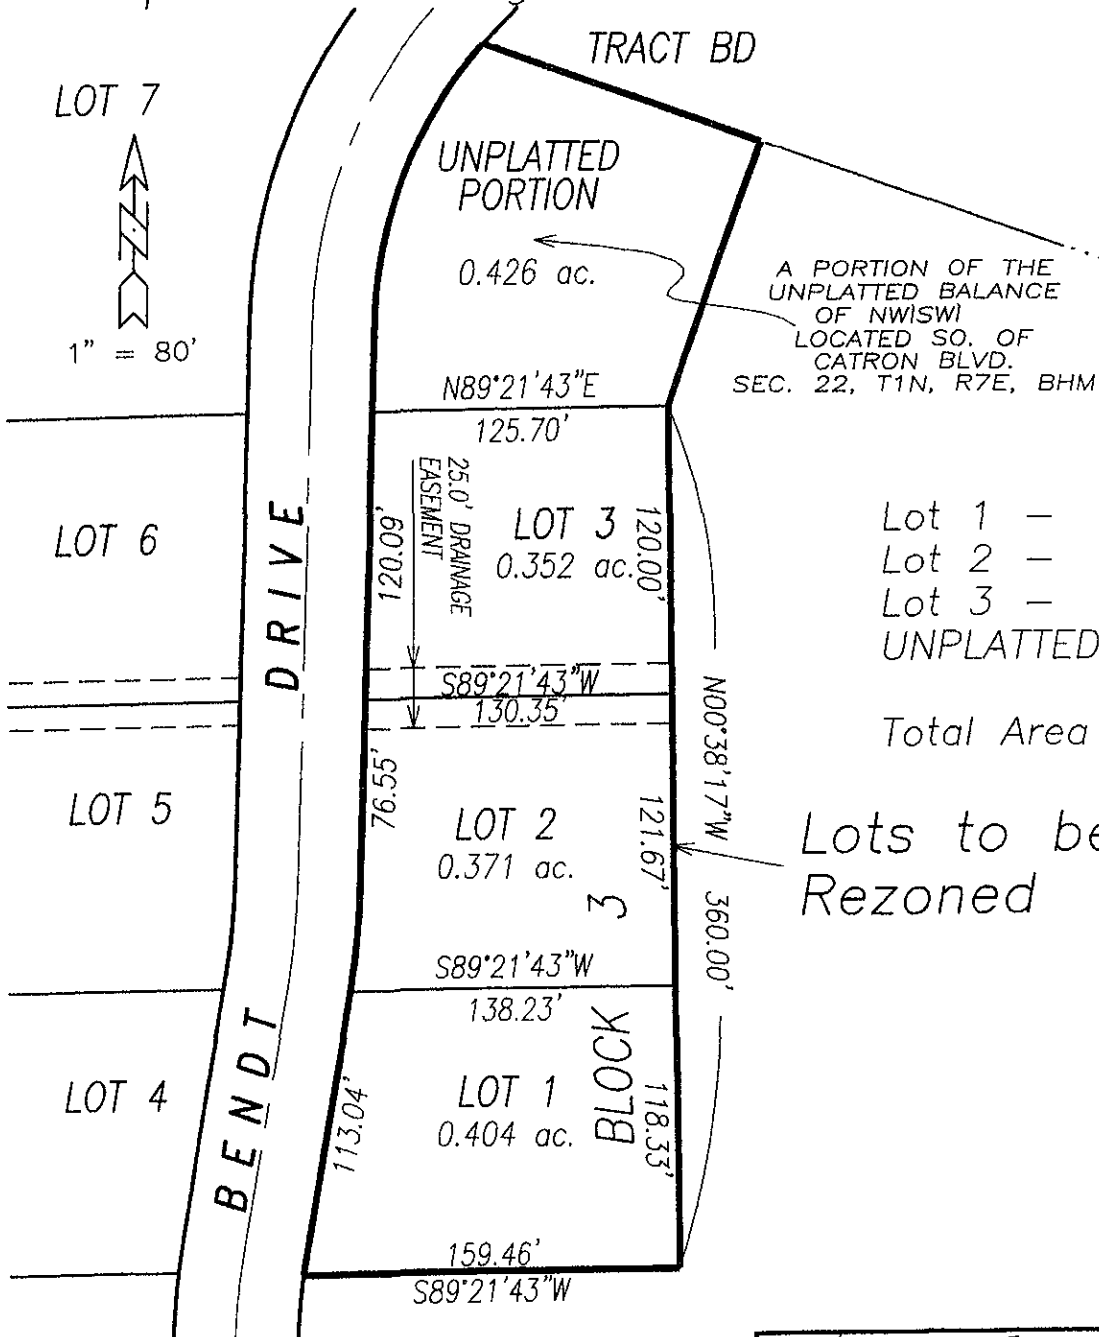 TRACT BD
LOT 7
UNPLATTED
PORTION
0.426 ac.
1" = 80'
A PORTION OF THE
UNPLATTED BALANCE
OF NW1SW1
LOCATED SO. OF
CATRON BLVD.
SEC. 22, T1N, R7E, BHM
N89°21'43"E
125.70'
25.0' DRAINAGE
EASEMENT
LOT 6
DRIVE
120.09'
LOT 3
0.352 ac.
120.00'
Lot 1 –
Lot 2 –
Lot 3 –
UNPLATTED
Total Area
S89°21'43"W
130.35'
N00°38'17"W 360.00'
LOT 5
76.55'
LOT 2
0.371 ac.
121.67'
Lots to be
Rezoned
S89°21'43"W
138.23'
BLOCK 3
LOT 4
BENDT
113.04'
LOT 1
0.404 ac.
118.33'
159.46'
S89°21'43"W